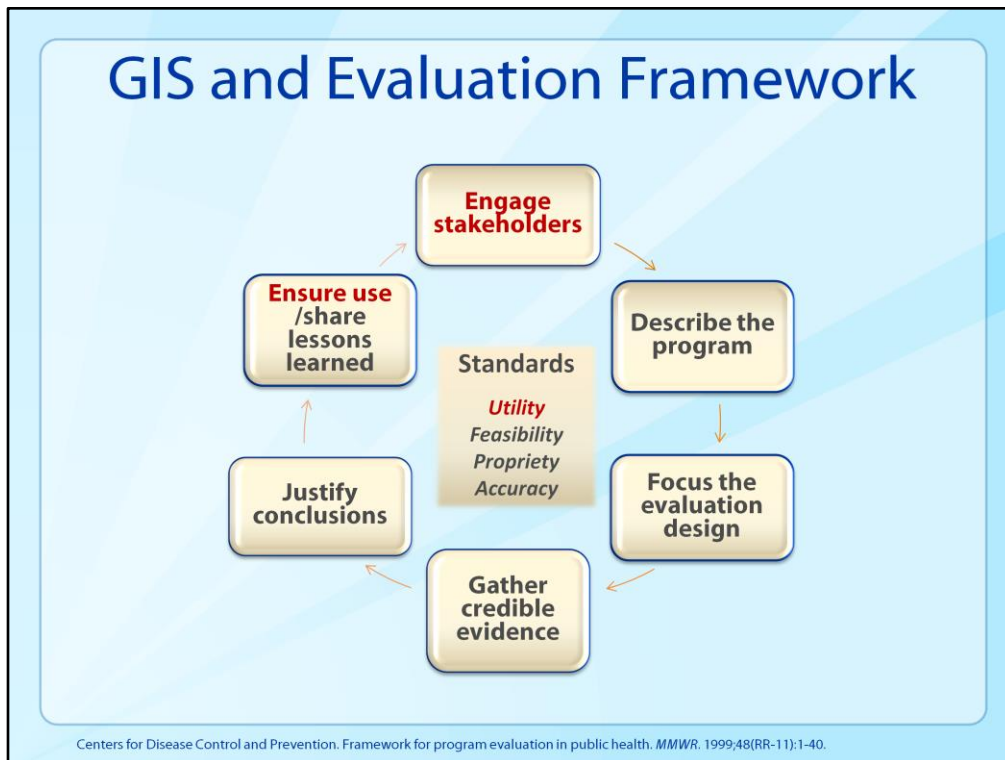 GIS and Evaluation Framework
Engage
stakeholders
Describe the
program
Focus the
evaluation
design
Gather
credible
evidence
Justify
conclusions
Ensure use
/share
lessons
learned
Standards
Utility
Feasibility
Propriety
Accuracy
Centers for Disease Control and Prevention. Framework for program evaluation in public health. MMWR. 1999;48(RR-11):1-40.